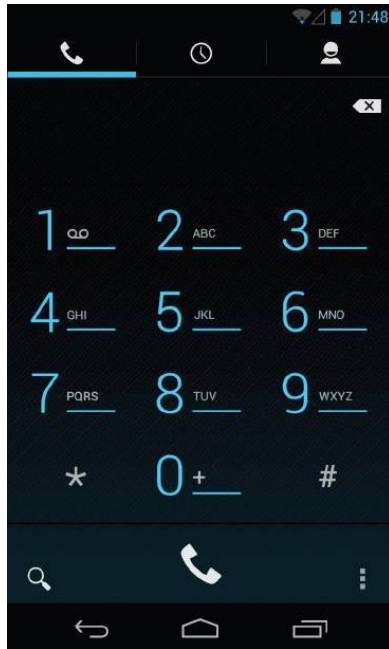 21:48
1 2 ABC 3 DEF
4 GHI 5 JKL 6 MNO
7 PQRS 8 TUV 9 WXYZ
* 0 + #